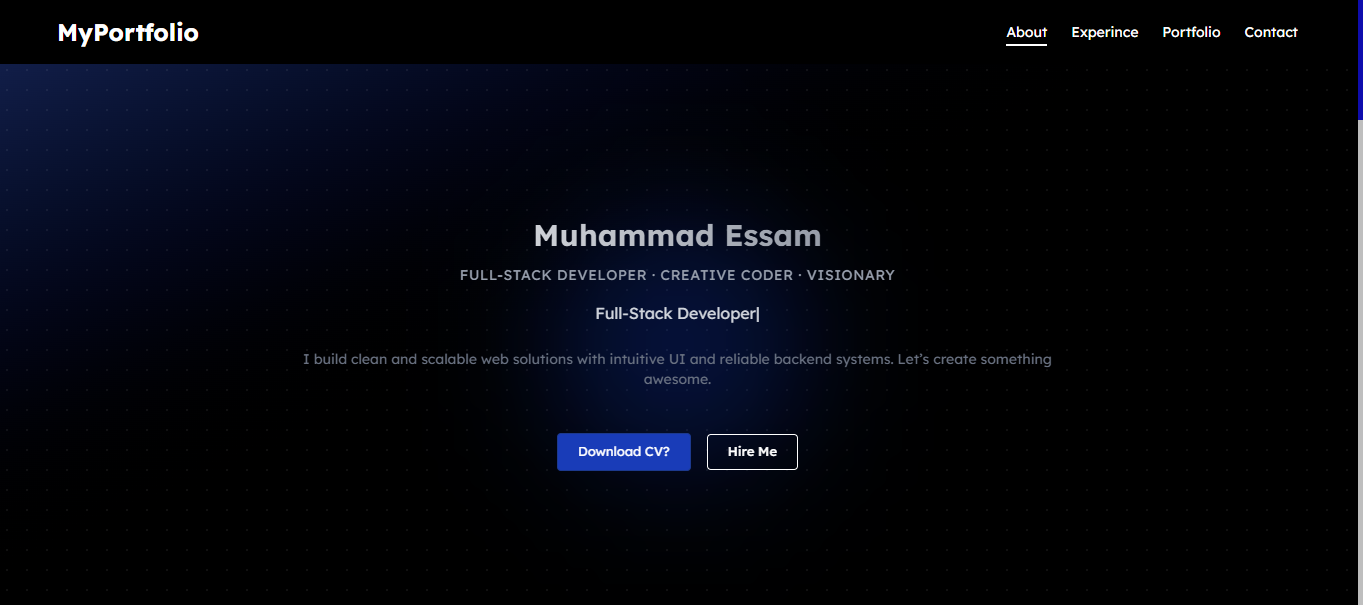 MyPortfolio
About Experince Portfolio Contact
Muhammad Essam
FULL-STACK DEVELOPER · CREATIVE CODER · VISIONARY
Full-Stack Developer|
I build clean and scalable web solutions with intuitive UI and reliable backend systems. Let’s create something
awesome.
Download CV? Hire Me